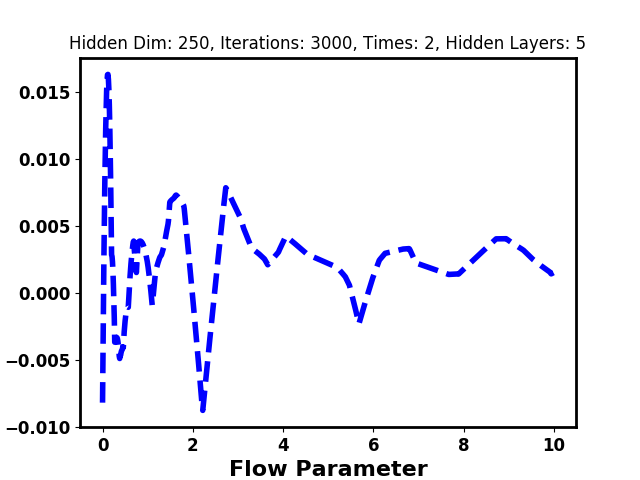 Hidden Dim: 250, Iterations: 3000, Times: 2, Hidden Layers: 5
0.015
0.010
0.005
0.000
−0.005
−0.010
0 2 4 6 8 10
Flow Parameter